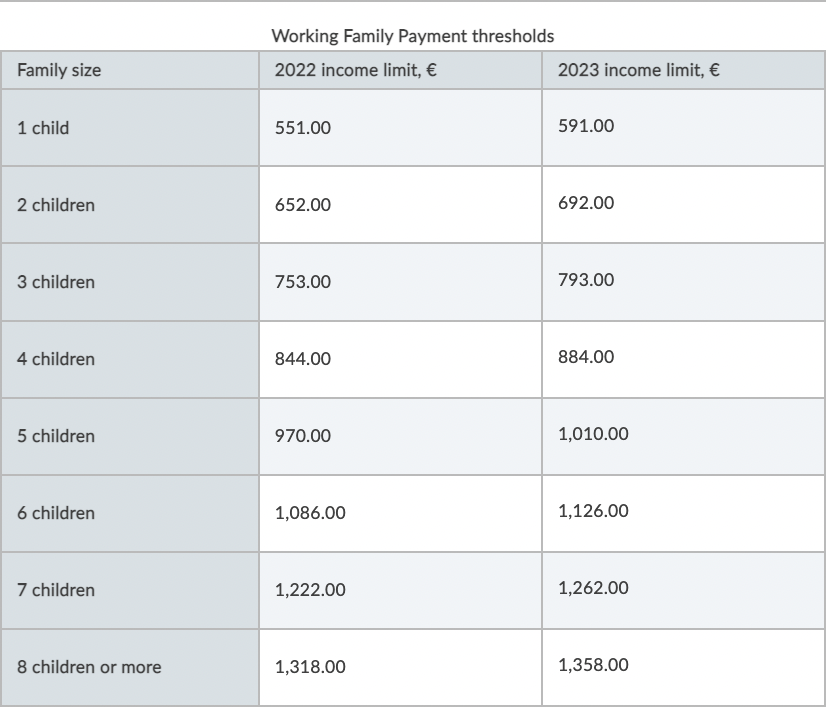 Working Family Payment thresholds
Family size 2022 income limit, € 2023 income limit, €
1 child 551.00 591.00
2 children 652.00 692.00
3 children 753.00 793.00
4 children 844.00 884.00
5 children 970.00 1,010.00
6 children 1,086.00 1,126.00
7 children 1,222.00 1,262.00
8 children or more 1,318.00 1,358.00